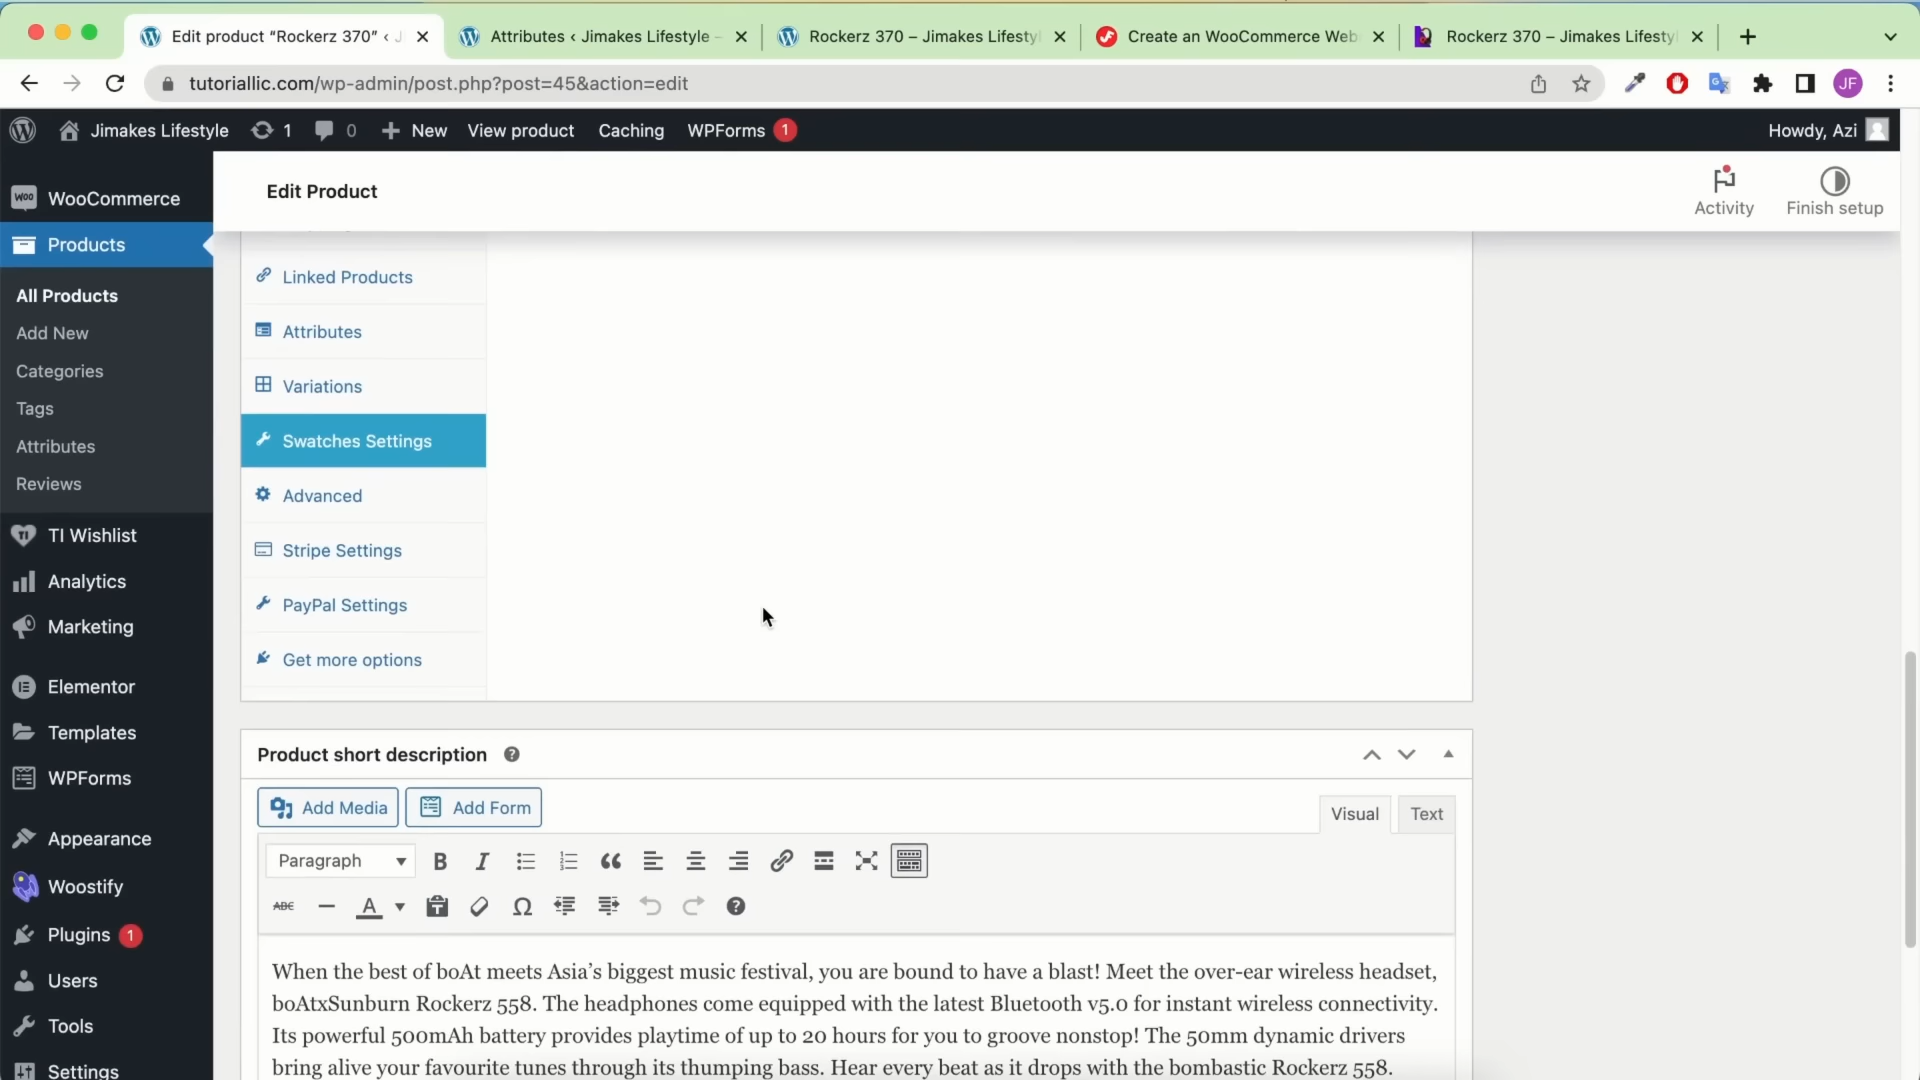 Edit product “Rockerz 370” ‹ J
Attributes ‹ Jimakes Lifestyle –
Rockerz 370 – Jimakes Lifesty
Create an WooCommerce Web
Rockerz 370 – Jimakes Lifesty
tutoriallic.com/wp-admin/post.php?post=45&action=edit
JF
Jimakes Lifestyle
1
0
New
View product
Caching
WPForms
1
Howdy, Azi
WooCommerce
Products
All Products
Add New
Categories
Tags
Attributes
Reviews
TI Wishlist
Analytics
Marketing
Elementor
Templates
WPForms
Appearance
Woostify
Plugins 1
Users
Tools
Settings
Edit Product
Activity
Finish setup
Linked Products
Attributes
Variations
Swatches Settings
Advanced
Stripe Settings
PayPal Settings
Get more options
Product short description
Add Media
Add Form
Visual
Text
Paragraph
When the best of boAt meets Asia’s biggest music festival, you are bound to have a blast! Meet the over-ear wireless headset,
boAtxSunburn Rockerz 558. The headphones come equipped with the latest Bluetooth v5.0 for instant wireless connectivity.
Its powerful 500mAh battery provides playtime of up to 20 hours for you to groove nonstop! The 50mm dynamic drivers
bring alive your favourite tunes through its thumping bass. Hear every beat as it drops with the bombastic Rockerz 558.